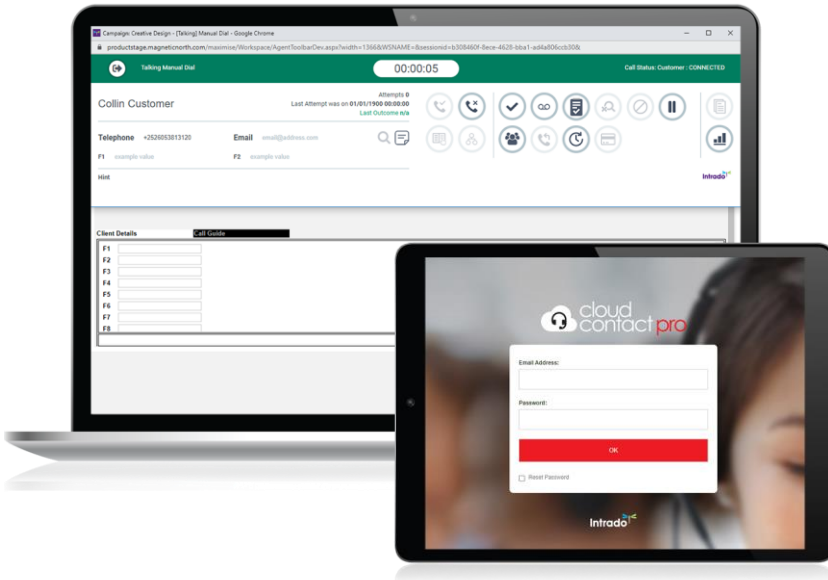 Campaign: Creative Design - [Talking] Manual Dial - Google Chrome
productstage.magneticnorth.com/maximise/Workspace/AgentToolbarDev.aspx?width=1366&WSNAME=&sessionid=b308460f-8ece-4628-bba1-ad4a806ccb30&
Talking Manual Dial
00:00:05
Call Status: Customer : CONNECTED
Collin Customer
Attempts 0
Last Attempt was on 01/01/1900 00:00:00
Last Outcome n/a
Telephone +2526053813120 Email email@address.com
F1 example value F2 example value
Hint
Intrado
Client Details Call Guide
F1
F2
F3
F4
F5
F6
F7
F8
cloud
contact pro
Email Address:
Password:
OK
Reset Password
Intrado